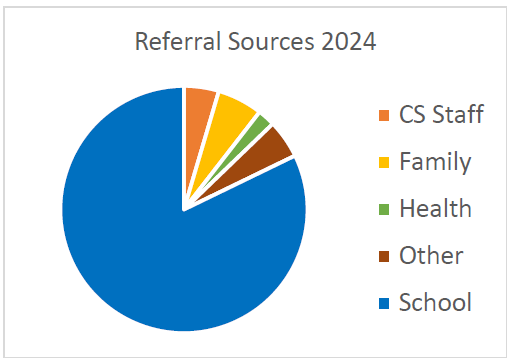 Referral Sources 2024
CS Staff
Family
Health
Other
School